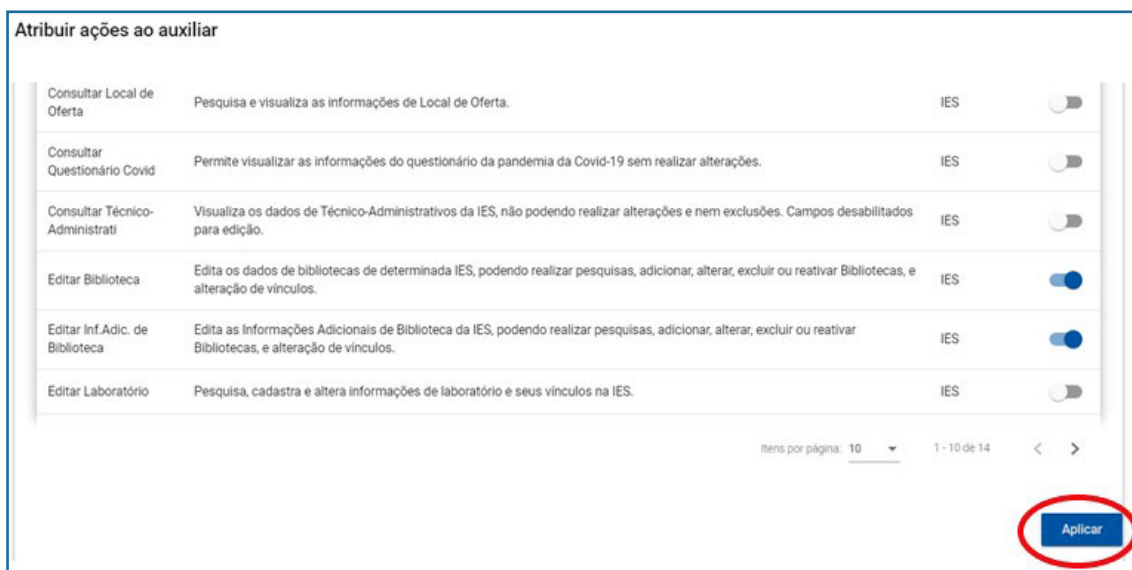 Atribuir ações ao auxiliar
Consultar Local de
Oferta
Pesquisa e visualiza as informações de Local de Oferta.
IES
Consultar
Questionário Covid
Permite visualizar as informações do questionário da pandemia da Covid-19 sem realizar alterações.
IES
Consultar Técnico-
Administrati
Visualiza os dados de Técnico-Administrativos da IES, não podendo realizar alterações e nem exclusões. Campos desabilitados
para edição.
IES
Editar Biblioteca
Edita os dados de bibliotecas de determinada IES, podendo realizar pesquisas, adicionar, alterar, excluir ou reativar Bibliotecas, e
alteração de vínculos.
IES
Editar Inf.Adic. de
Biblioteca
Edita as Informações Adicionais de Biblioteca da IES, podendo realizar pesquisas, adicionar, alterar, excluir ou reativar
Bibliotecas, e alteração de vínculos.
IES
Editar Laboratório
Pesquisa, cadastra e altera informações de laboratório e seus vínculos na IES.
IES
Itens por página: 10
1 - 10 de 14
Aplicar